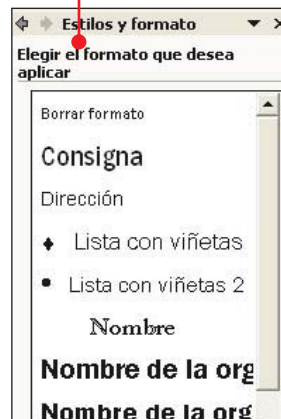 Estilos y formato
Elegir el formato que desea
aplicar
Borrar formato
Consigna
Dirección
Lista con viñetas
Lista con viñetas 2
Nombre
Nombre de la org
Nombre de la org